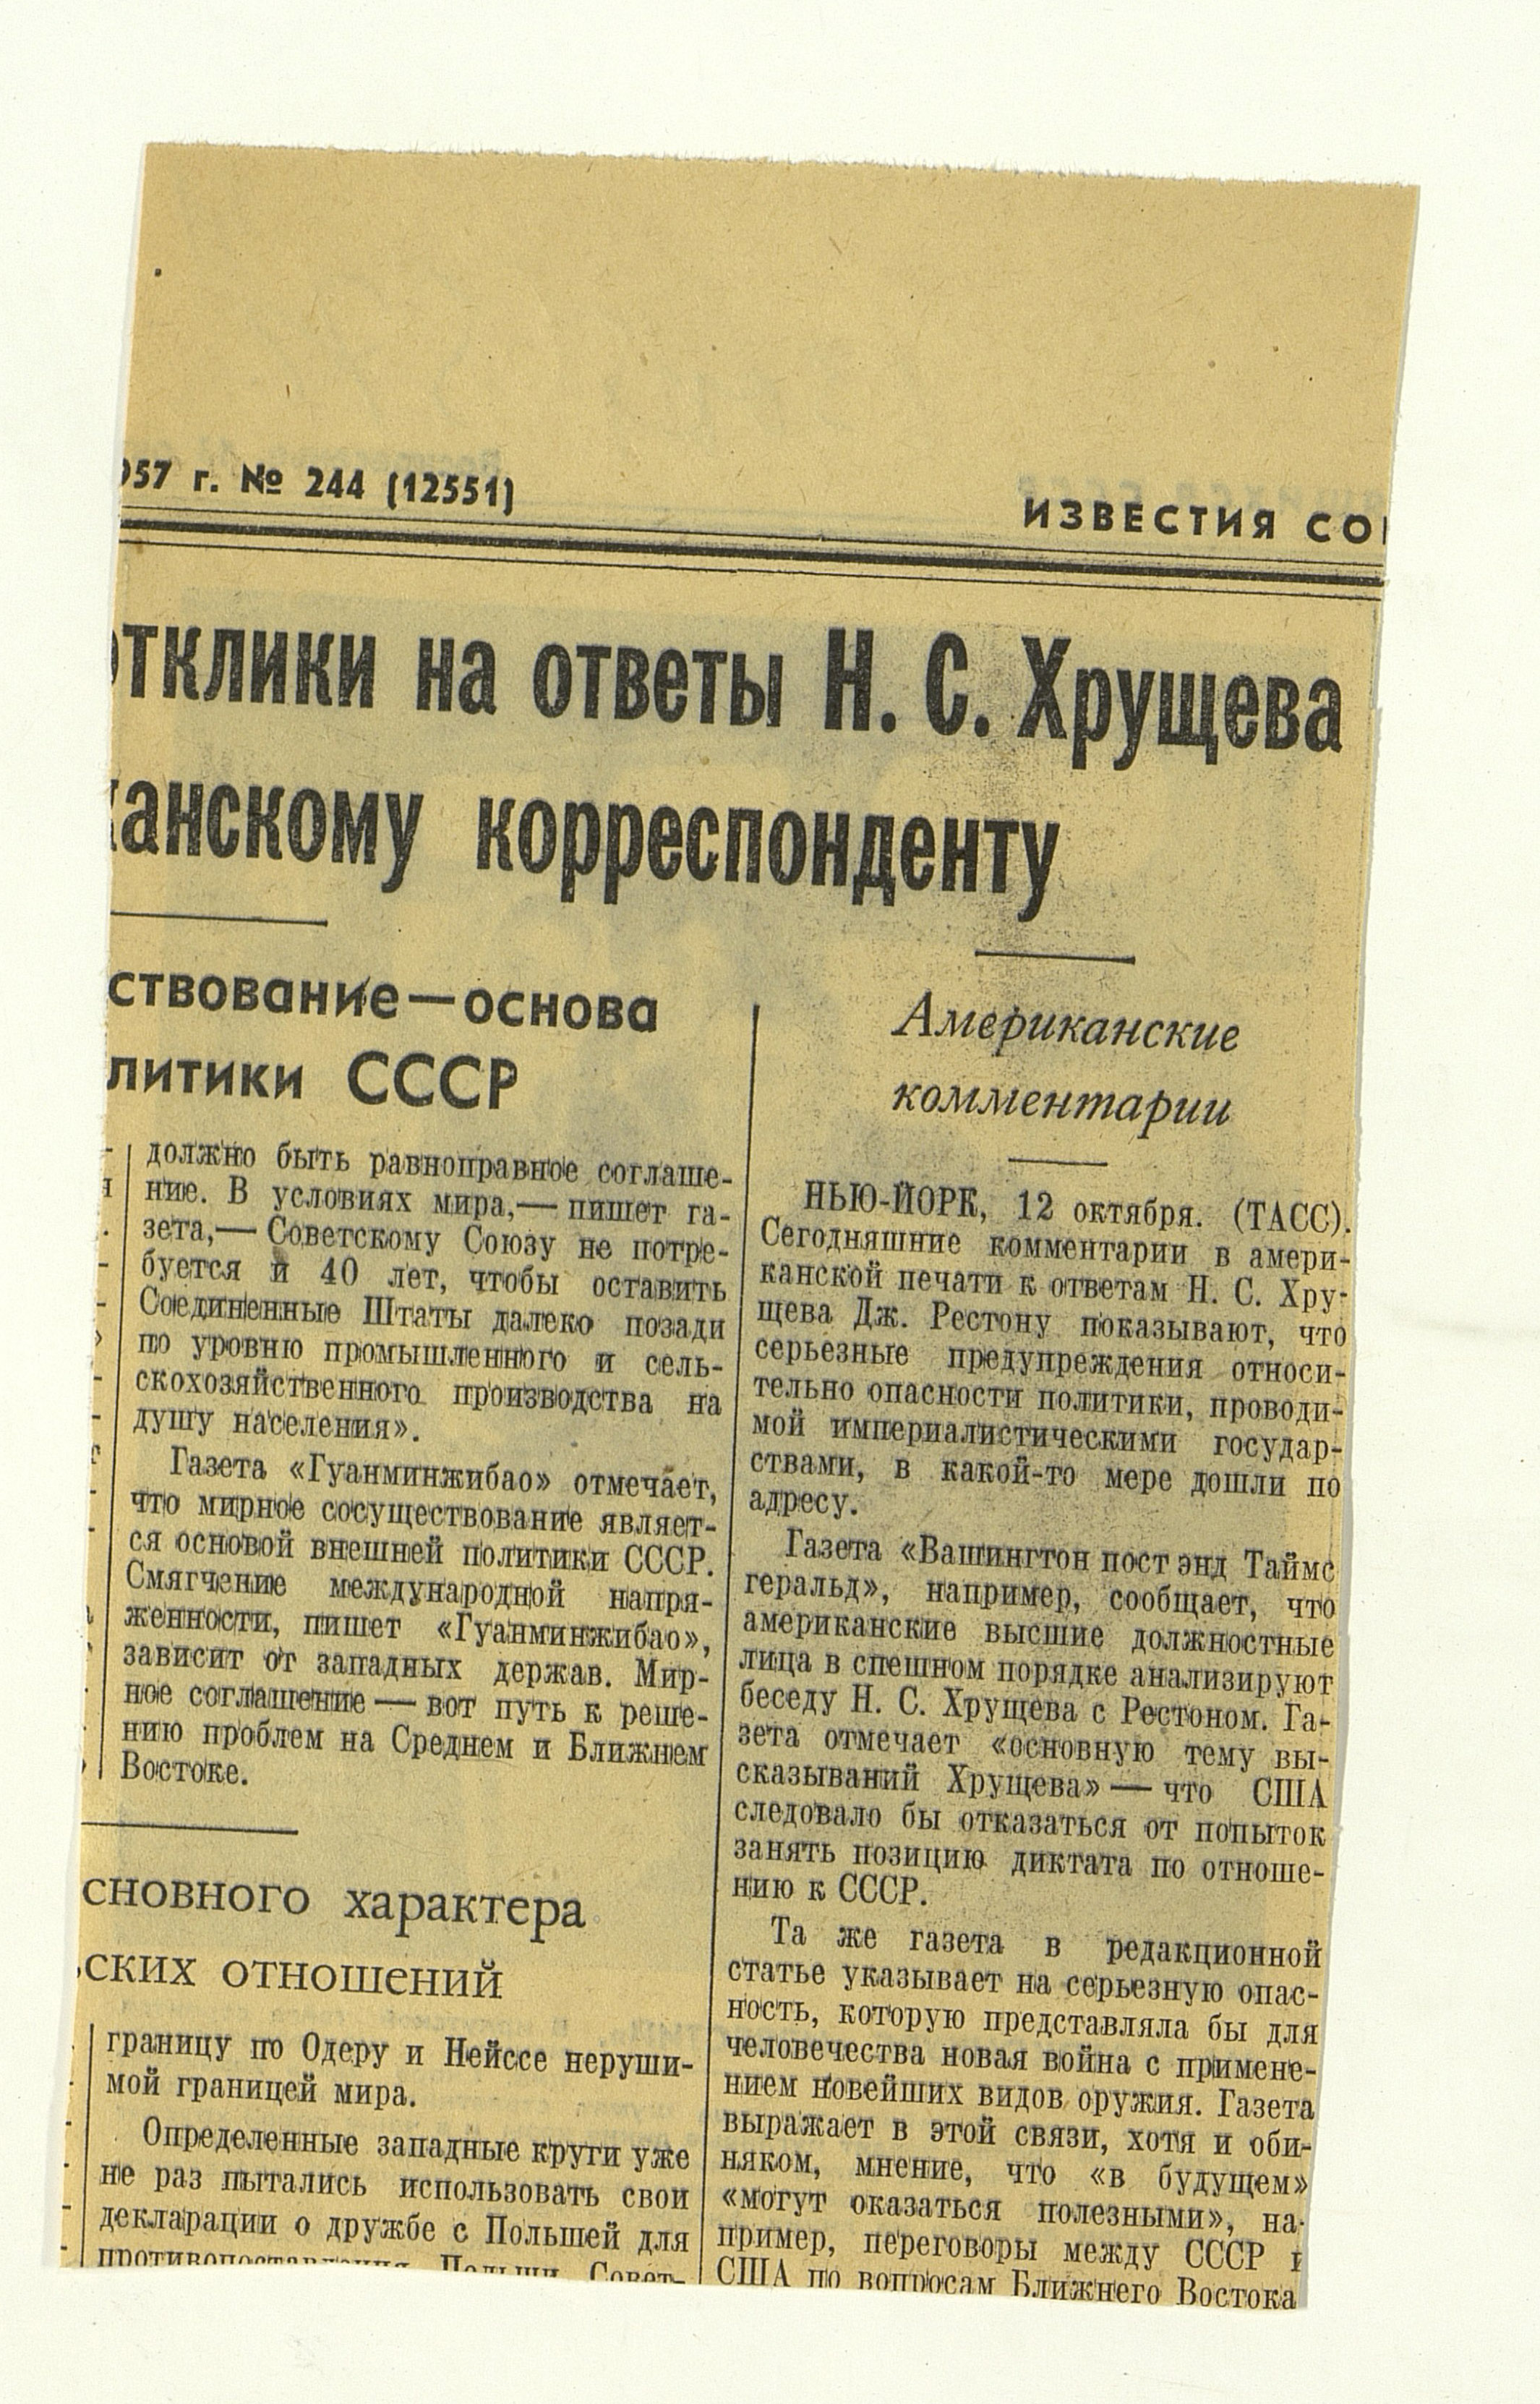 957 г. № 244 (12551)
ИЗВЕСТИЯ СО
отклики на ответы Н. С. Хрущева
канскому корреспонденту
ствование—основа
литики СССР
должно быть равноправное соглаше-
ние. В условиях мира,— пишет га-
зета,— Советскому Союзу не потре-
буется и 40 лет, чтобы оставить
Соединенные Штаты далеко позади
по уровню промышленного и сель-
скохозяйственного производства на
душу населения».
Газета «Гуанминжибао» отмечает,
что мирное сосуществование являет-
ся основой внешней политики СССР.
Смягчение международной напря-
женности, пишет «Гуанминжибао»,
зависит от западных держав. Мир-
ное соглашение — вот путь к реше-
нию проблем на Среднем и Ближнем
Востоке.
сновного характера
ских отношений
границу по Одеру и Нейссе неруши-
мой границей мира.
Определенные западные круги уже
не раз пытались использовать свои
декларации о дружбе с Польшей для
противопоставления Польши Совет-
Американские
комментарии
НЬЮ-ЙОРК, 12 октября. (ТАСС).
Сегодняшние комментарии в амери-
канской печати к ответам Н. С. Хру-
щева Дж. Рестону показывают, что
серьезные предупреждения относи-
тельно опасности политики, проводи-
мой империалистическими государ-
ствами, в какой-то мере дошли по
адресу.
Газета «Вашингтон пост энд Таймс
геральд», например, сообщает, что
американские высшие должностные
лица в спешном порядке анализируют
беседу Н. С. Хрущева с Рестоном. Га-
зета отмечает «основную тему вы-
сказываний Хрущева» — что США
следовало бы отказаться от попыток
занять позицию диктата по отноше-
нию к СССР.
Та же газета в редакционной
статье указывает на серьезную опас-
ность, которую представляла бы для
человечества новая война с примене-
нием новейших видов оружия. Газета
выражает в этой связи, хотя и оби-
няком, мнение, что «в будущем»
«могут оказаться полезными», на-
пример, переговоры между СССР и
США по вопросам Ближнего Востока